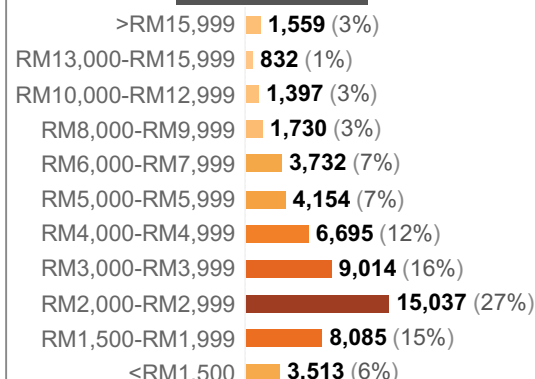 >RM15,999 1,559 (3%)
RM13,000-RM15,999 832 (1%)
RM10,000-RM12,999 1,397 (3%)
RM8,000-RM9,999 1,730 (3%)
RM6,000-RM7,999 3,732 (7%)
RM5,000-RM5,999 4,154 (7%)
RM4,000-RM4,999 6,695 (12%)
RM3,000-RM3,999 9,014 (16%)
RM2,000-RM2,999 15,037 (27%)
RM1,500-RM1,999 8,085 (15%)
<RM1,500 3,513 (6%)